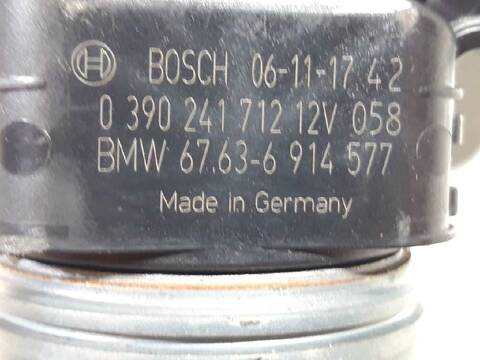 BOSCH 06-11-17 42
0 390 241 712 12V 058
BMW 67.63-6 914 577
Made in Germany